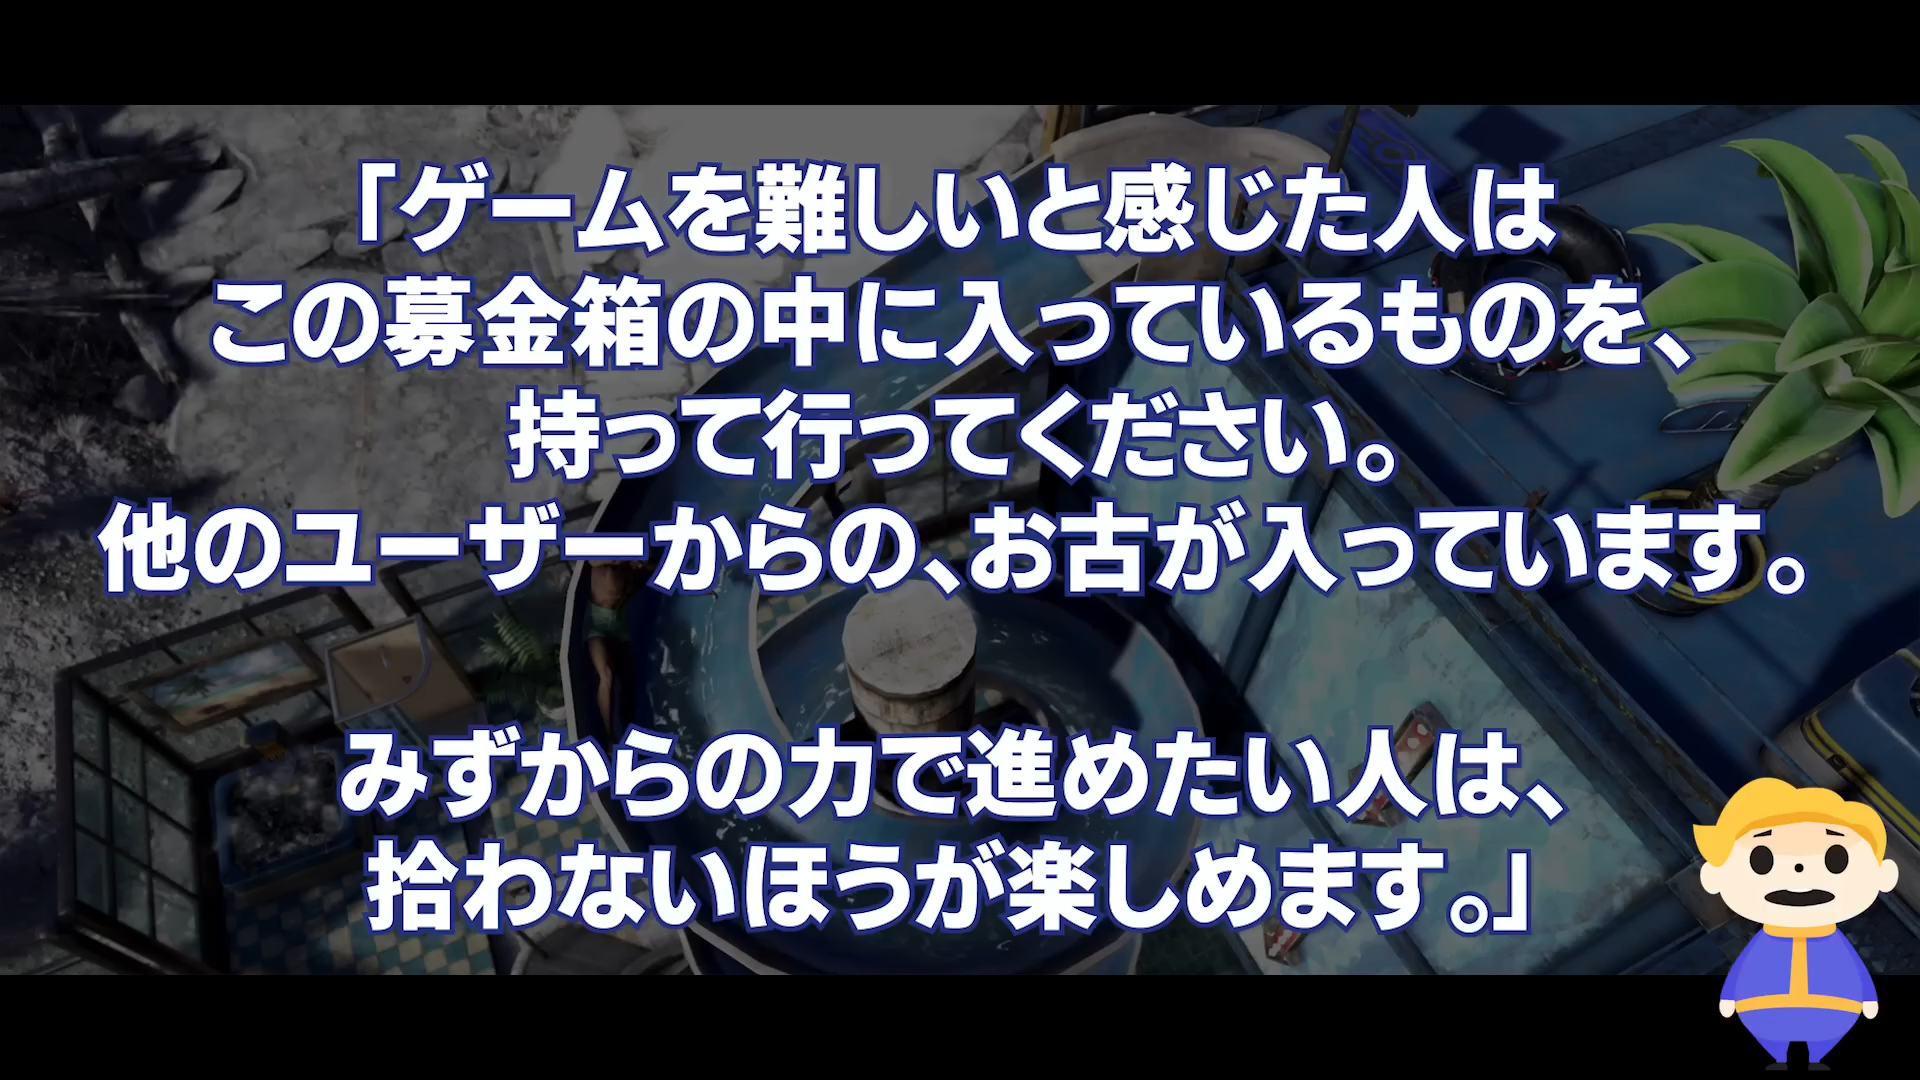 「ゲームを難しいと感じた人は
この募金箱の中に入っているものを、
持って行ってください。
他のユーザーからの、お古が入っています。
みずからの力で進めたい人は、
拾わないほうが楽しめます。」